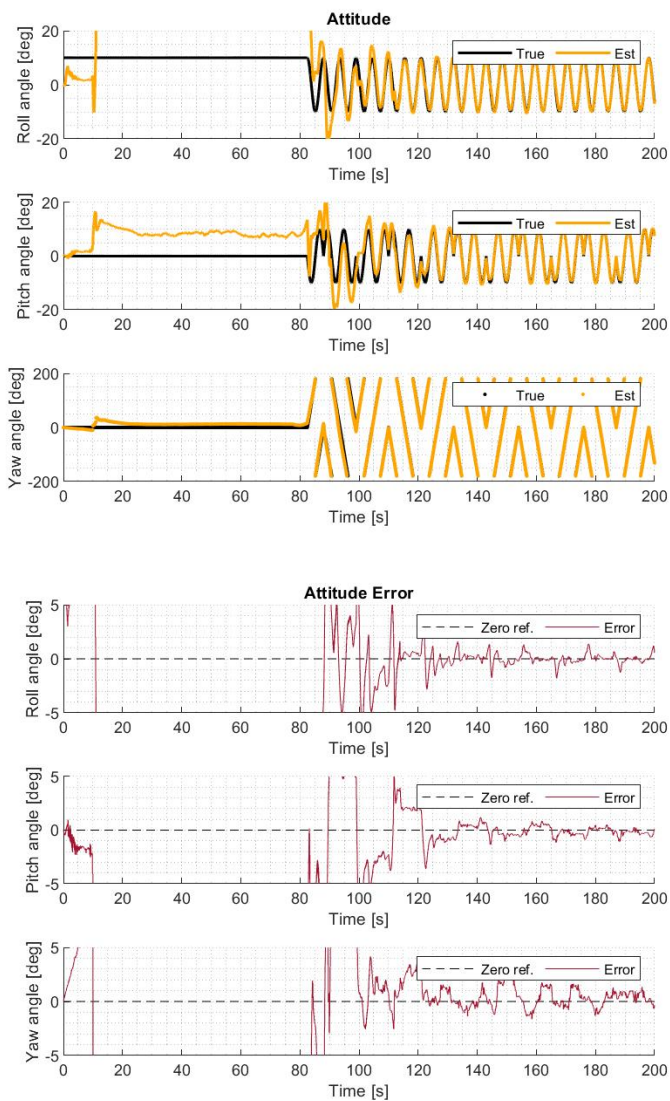 Attitude
20
0
-20
Roll angle [deg]
True Est
0 20 40 60 80 100 120 140 160 180 200
Time [s]
20
0
-20
Pitch angle [deg]
True Est
0 20 40 60 80 100 120 140 160 180 200
Time [s]
200
0
-200
Yaw angle [deg]
True Est
0 20 40 60 80 100 120 140 160 180 200
Time [s]
Attitude Error
5
0
-5
Roll angle [deg]
Zero ref. Error
0 20 40 60 80 100 120 140 160 180 200
Time [s]
5
0
-5
Pitch angle [deg]
Zero ref. Error
0 20 40 60 80 100 120 140 160 180 200
Time [s]
5
0
-5
Yaw angle [deg]
Zero ref. Error
0 20 40 60 80 100 120 140 160 180 200
Time [s]